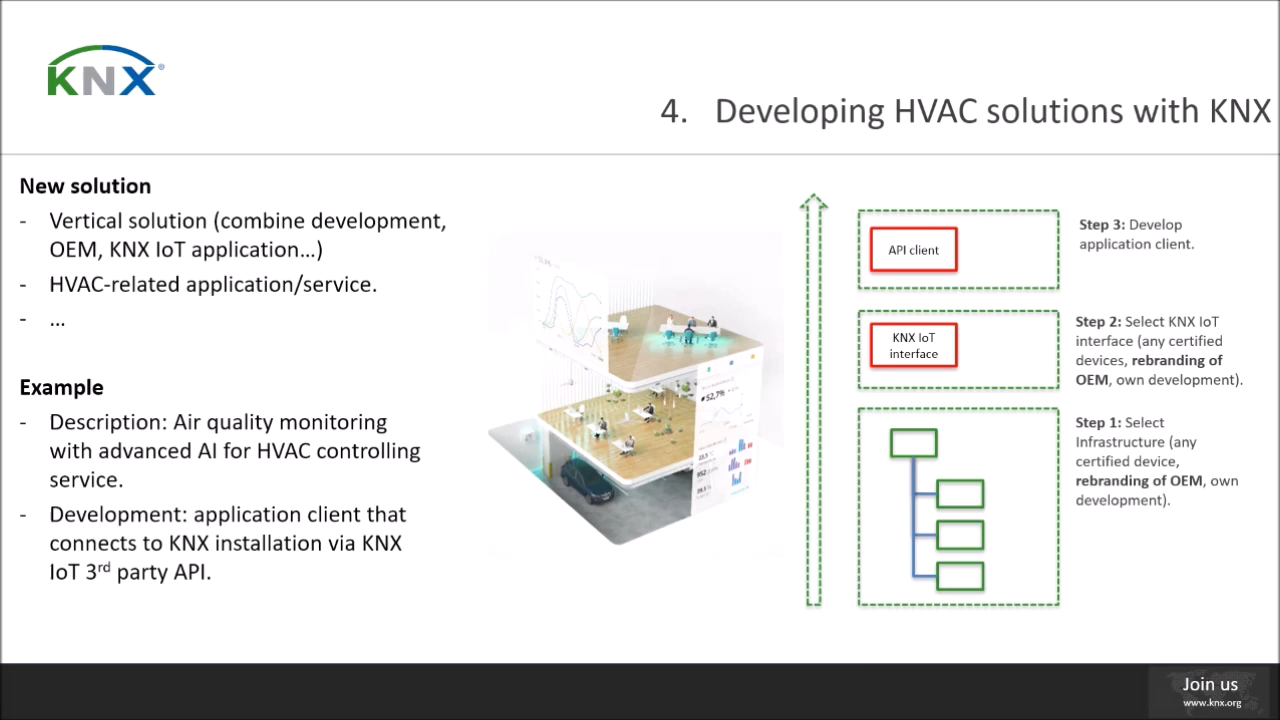 KNX®
4. Developing HVAC solutions with KNX
New solution
- Vertical solution (combine development,
OEM, KNX IoT application…)
- HVAC-related application/service.
- …
Example
- Description: Air quality monitoring
with advanced AI for HVAC controlling
service.
- Development: application client that
connects to KNX installation via KNX
IoT 3rd party API.
52,7%
API client
Step 3: Develop
application client.
KNX IoT
interface
Step 2: Select KNX IoT
interface (any certified
devices, rebranding of
OEM, own development).
Step 1: Select
Infrastructure (any
certified device,
rebranding of OEM, own
development).
Join us
www.knx.org